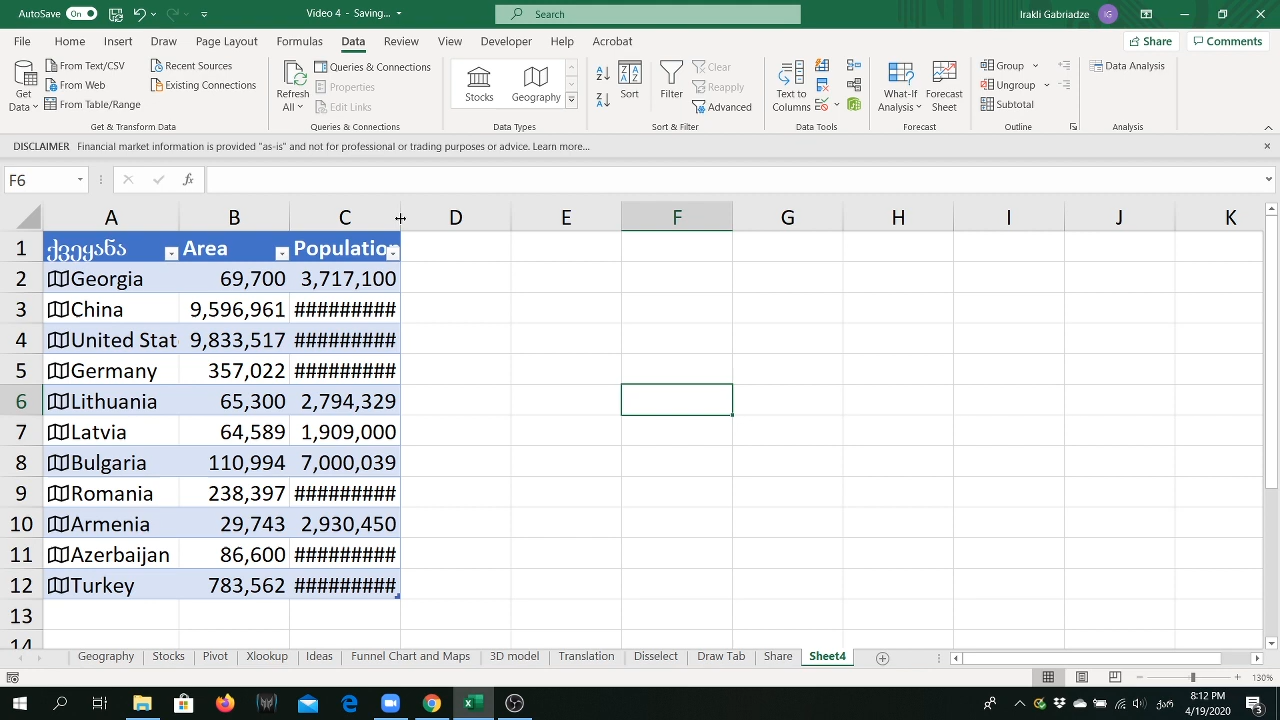 AutoSave On Video 4 - Saving... Search Irakli Gabriadze IG
File Home Insert Draw Page Layout Formulas Data Review View Developer Help Acrobat Share Comments
Get Data From Text/CSV From Web From Table/Range Recent Sources Existing Connections
Refresh All Queries & Connections Properties Edit Links
Stocks Geography
Sort Filter Clear Reapply Advanced
Text to Columns
What-If Analysis Forecast Sheet
Group Ungroup Subtotal
Data Analysis
Get & Transform Data Queries & Connections Data Types Sort & Filter Data Tools Forecast Outline Analysis
DISCLAIMER Financial market information is provided "as-is" and not for professional or trading purposes or advice. Learn more...
F6 fx
A B C D E F G H I J K
1 ქვეყანა Area Population
2 Georgia 69,700 3,717,100
3 China 9,596,961 #########
4 United Stat 9,833,517 #########
5 Germany 357,022 #########
6 Lithuania 65,300 2,794,329
7 Latvia 64,589 1,909,000
8 Bulgaria 110,994 7,000,039
9 Romania 238,397 #########
10 Armenia 29,743 2,930,450
11 Azerbaijan 86,600 #########
12 Turkey 783,562 #########
13
14
Geography Stocks Pivot Xlookup Ideas Funnel Chart and Maps 3D model Translation Disselect Draw Tab Share Sheet4
130%
ქარ 8:12 PM
4/19/2020 3